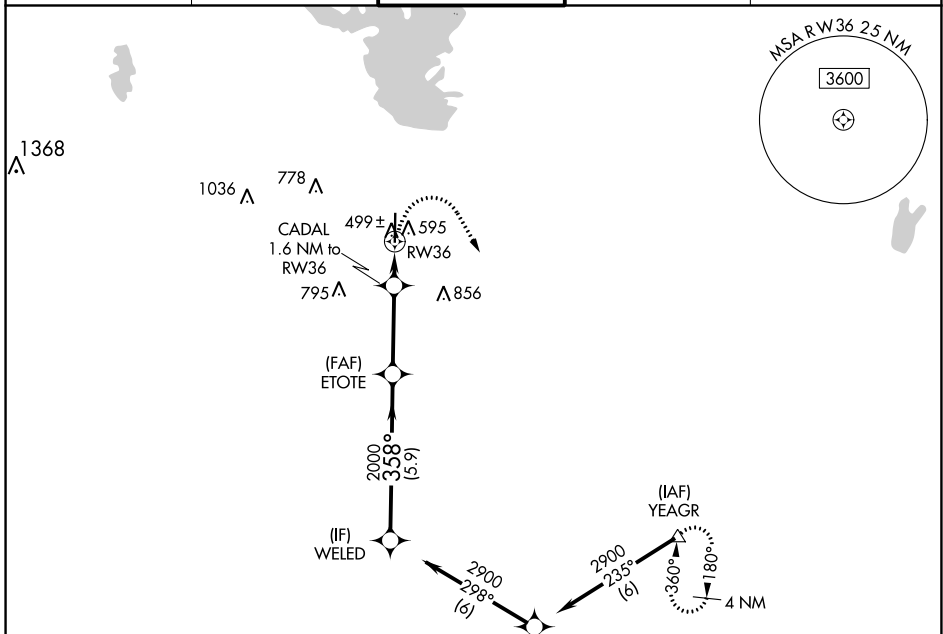 MSA RW36 25 NM
3600
1368
1036
778
499±
595
CADAL
1.6 NM to
RW36
RW36
795
856
(FAF)
ETOTE
2000
358°
(5.9)
(IF)
WELED
(IAF)
YEAGR
2900
298°
(6)
2900
235°
(6)
360°
180°
4 NM